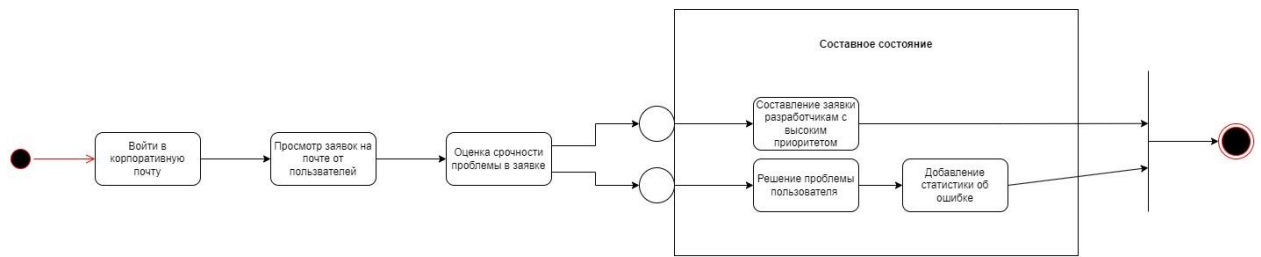 Составное состояние
Войти в
корпоративную
почту
Просмотр заявок на
почте от
пользвателей
Оценка срочности
проблемы в заявке
Составление заявки
разработчикам с
высоким
приоритетом
Решение проблемы
пользователя
Добавление
статистики об
ошибке